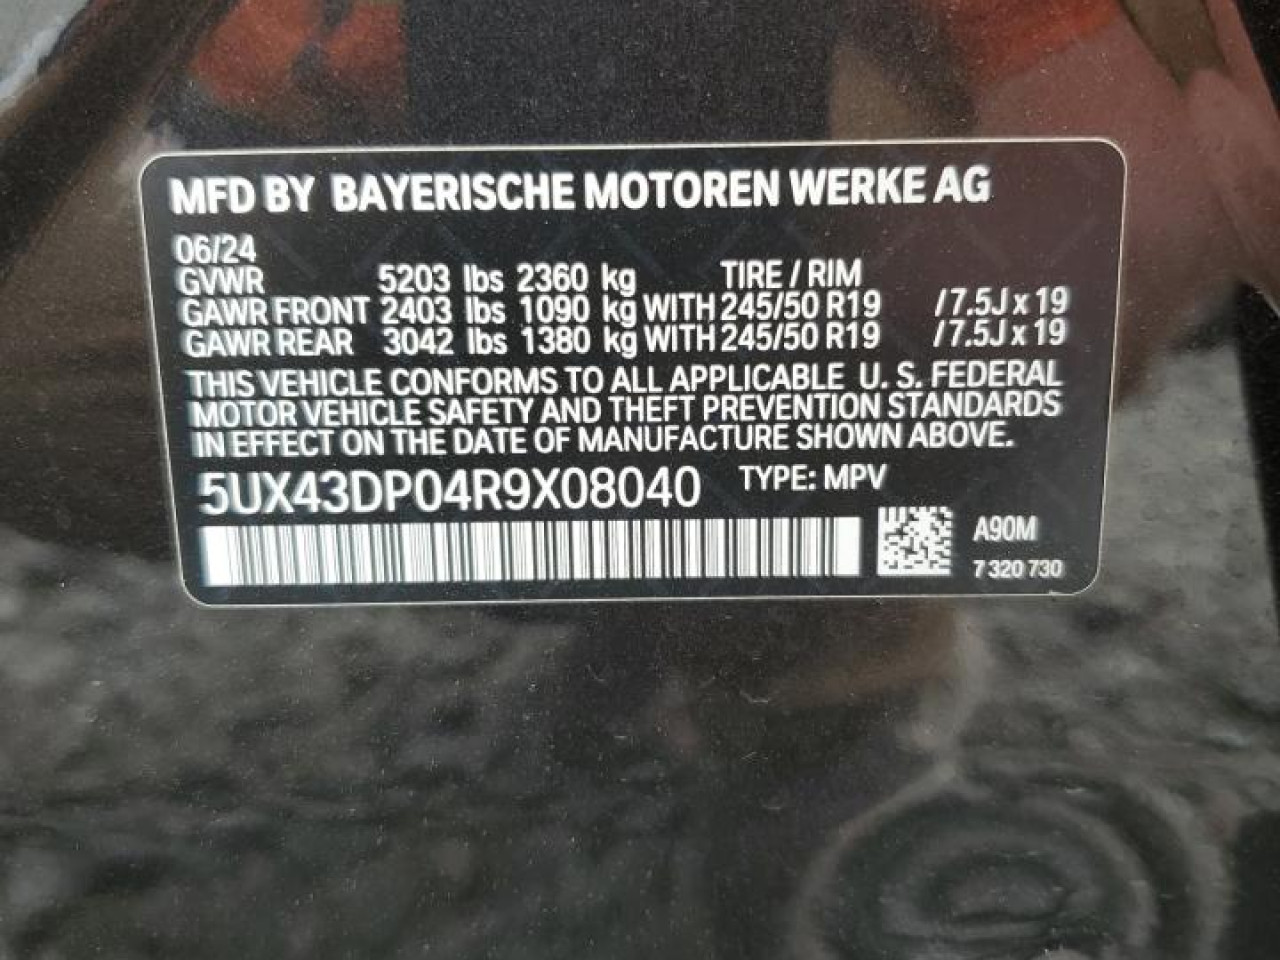 MFD BY BAYERISCHE MOTOREN WERKE AG
06/24
GVWR 5203 lbs 2360 kg TIRE / RIM
GAWR FRONT 2403 lbs 1090 kg WITH 245/50 R19 / 7.5J x 19
GAWR REAR 3042 lbs 1380 kg WITH 245/50 R19 / 7.5J x 19
THIS VEHICLE CONFORMS TO ALL APPLICABLE U. S. FEDERAL
MOTOR VEHICLE SAFETY AND THEFT PREVENTION STANDARDS
IN EFFECT ON THE DATE OF MANUFACTURE SHOWN ABOVE.
5UX43DP04R9X08040 TYPE: MPV
A90M
7 320 730